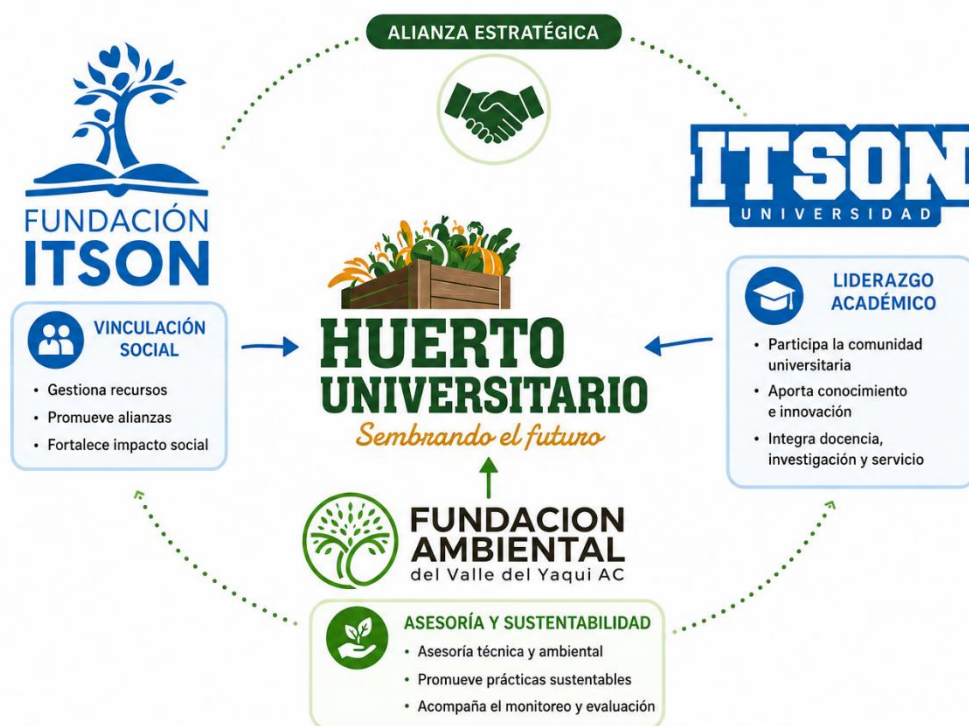 ALIANZA ESTRATÉGICA
FUNDACIÓN
ITSON
VINCULACIÓN
SOCIAL
• Gestiona recursos
• Promueve alianzas
• Fortalece impacto social
HUERTO
UNIVERSITARIO
Sembrando el futuro
ITSON
UNIVERSIDAD
LIDERAZGO
ACADÉMICO
• Participa la comunidad
universitaria
• Aporta conocimiento
e innovación
• Integra docencia,
investigación y servicio
FUNDACION
AMBIENTAL
del Valle del Yaqui AC
ASESORÍA Y SUSTENTABILIDAD
• Asesoría técnica y ambiental
• Promueve prácticas sustentables
• Acompaña el monitoreo y evaluación